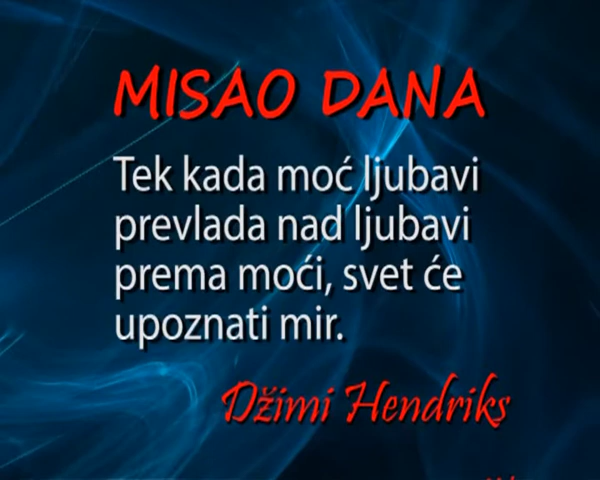 MISAO DANA
Tek kada moć ljubavi
prevlada nad ljubavi
prema moći, svet će
upoznati mir.
Džimi Hendriks